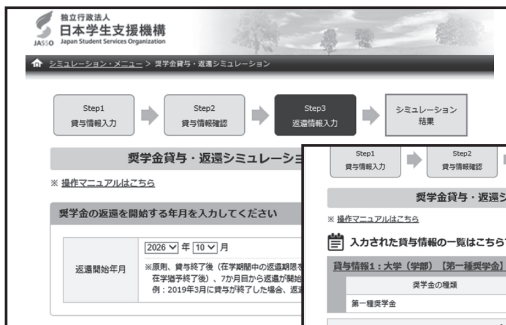 独立行政法人
日本学生支援機構
JASSO Japan Student Services Organization
シミュレーション・メニュー > 奨学金貸与・返還シミュレーション
Step1
貸与情報入力
Step2
貸与情報確認
Step3
返還情報入力
シミュレーション
結果
奨学金貸与・返還シミュレーシ
※ 操作マニュアルはこちら
奨学金の返還を開始する年月を入力してください
返還開始年月
2026 年 10 月
※原則、貸与終了後（在学期間中の返還期限を
在学猶予終了後）、7か月目から返還が開始
例：2019年3月に貸与が終了した場合、返還
Step1
貸与情報入力
Step2
貸与情報確認
奨学金貸与・返還シ
※ 操作マニュアルはこちら
入力された貸与情報の一覧はこちら
貸与情報1：大学（学部）【第一種奨学金】
奨学金の種類
第一種奨学金